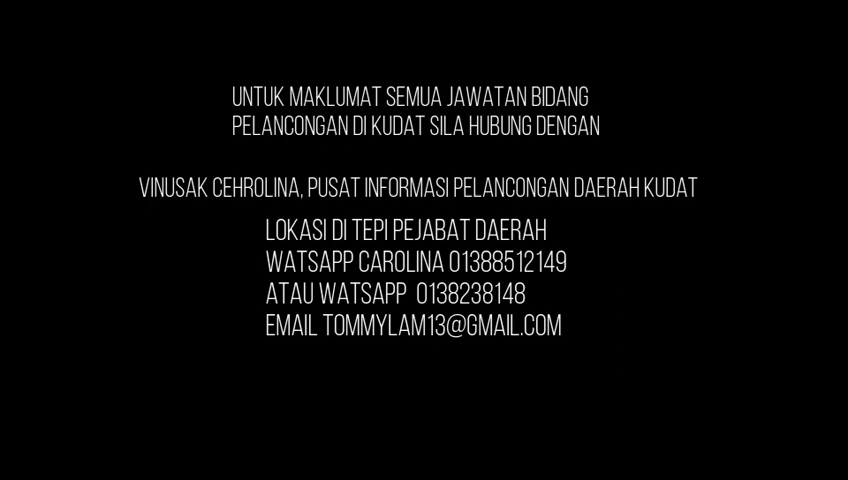 UNTUK MAKLUMAT SEMUA JAWATAN BIDANG
PELANCONGAN DI KUDAT SILA HUBUNG DENGAN
VINUSAK CEHROLINA, PUSAT INFORMASI PELANCONGAN DAERAH KUDAT
LOKASI DI TEPI PEJABAT DAERAH
WATSAPP CAROLINA 01388512149
ATAU WATSAPP 0138238148
EMAIL TOMMYLAM13@GMAIL.COM